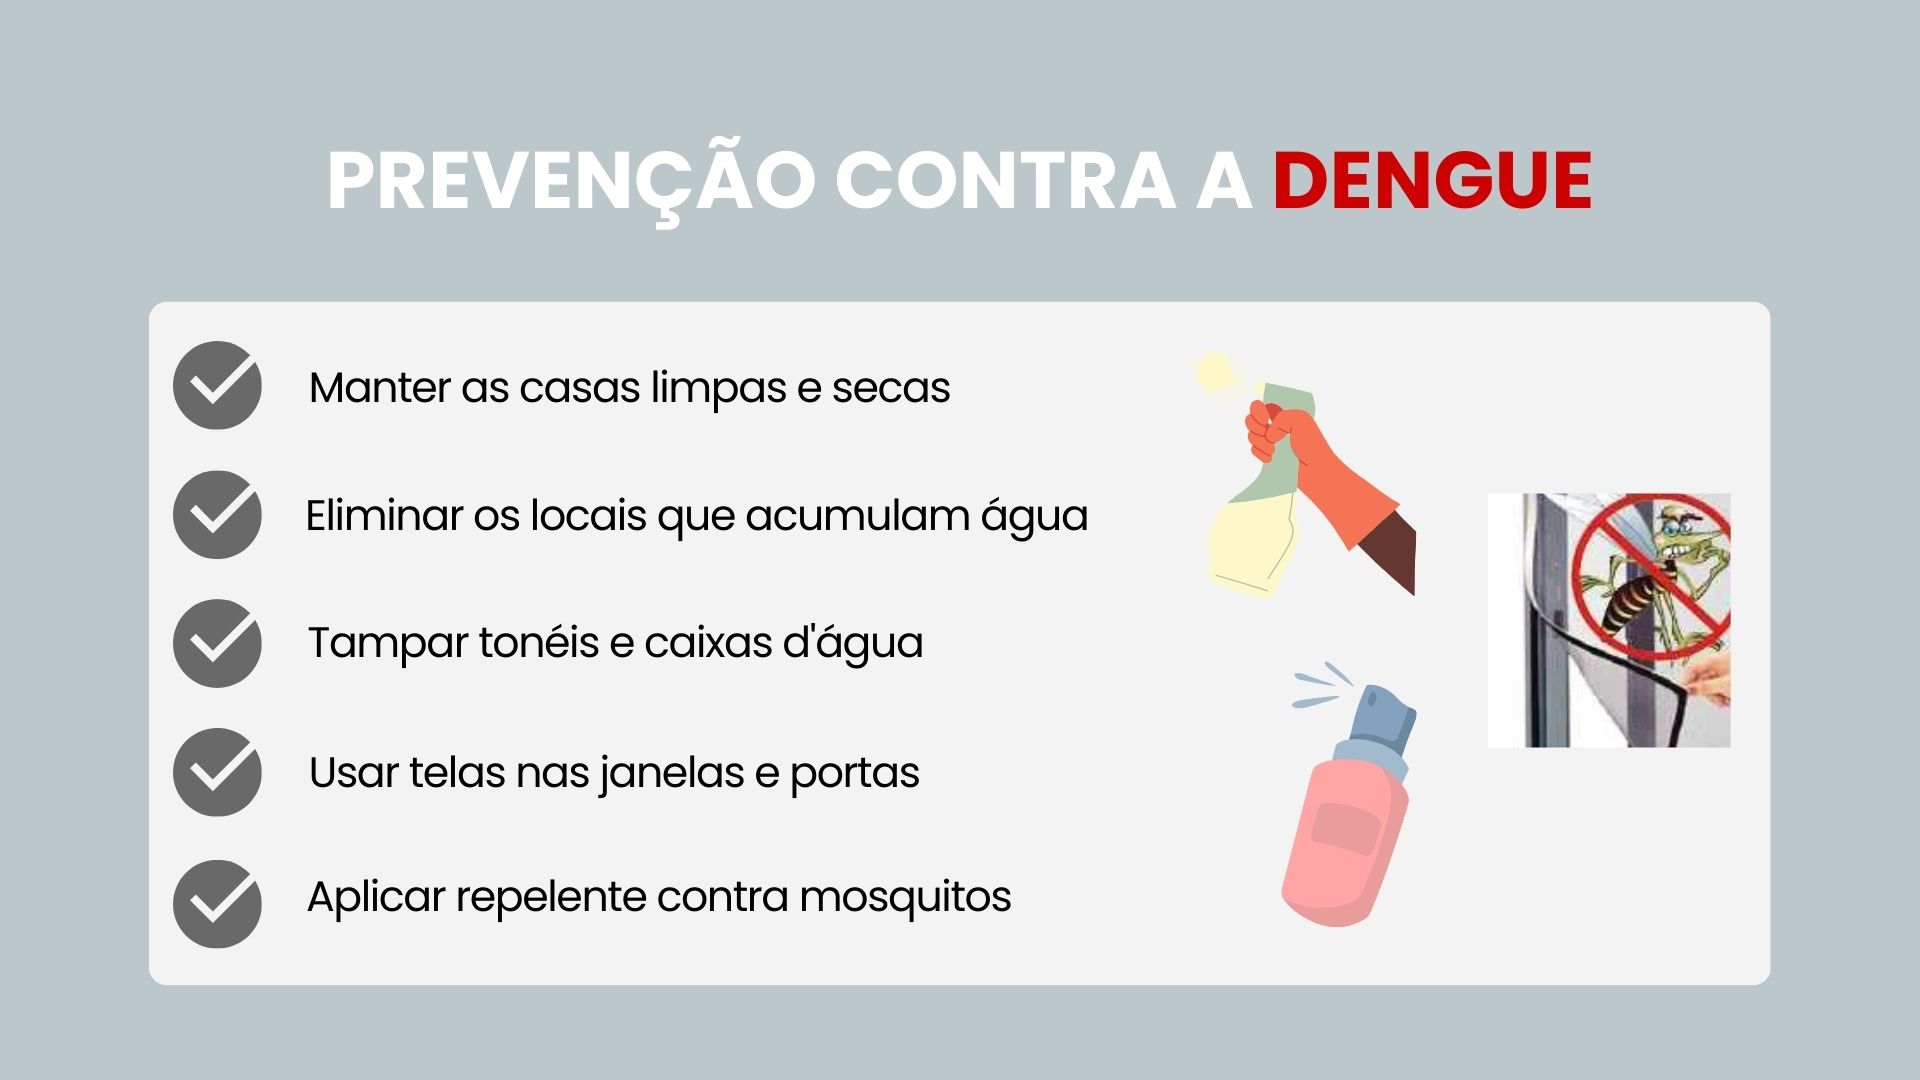 PREVENÇÃO CONTRA A DENGUE
Manter as casas limpas e secas
Eliminar os locais que acumulam água
Tampar tonéis e caixas d'água
Usar telas nas janelas e portas
Aplicar repelente contra mosquitos